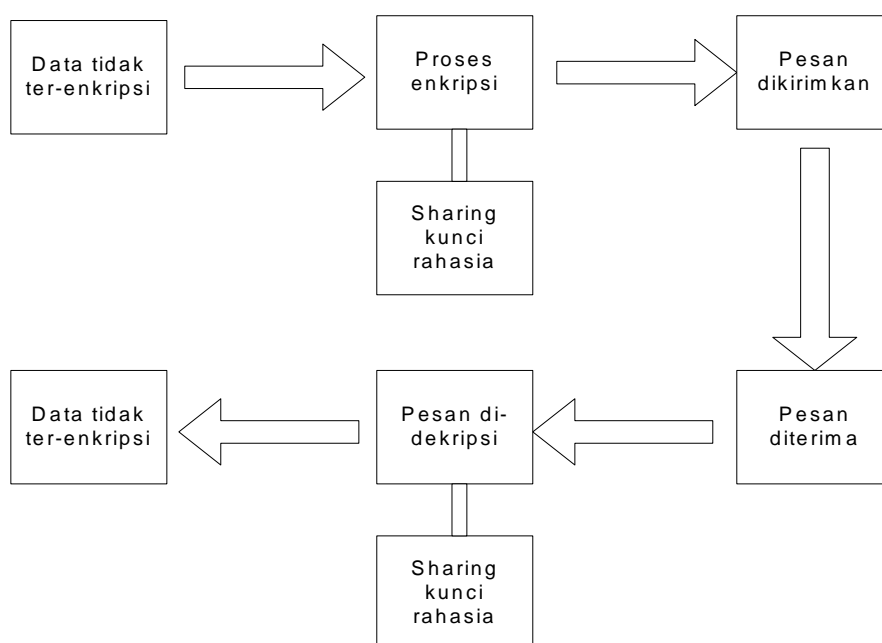 Data tidak
ter-enkripsi
Proses
enkripsi
Pesan
dikirimkan
Sharing
kunci
rahasia
Data tidak
ter-enkripsi
Pesan di-
dekripsi
Pesan
diterima
Sharing
kunci
rahasia